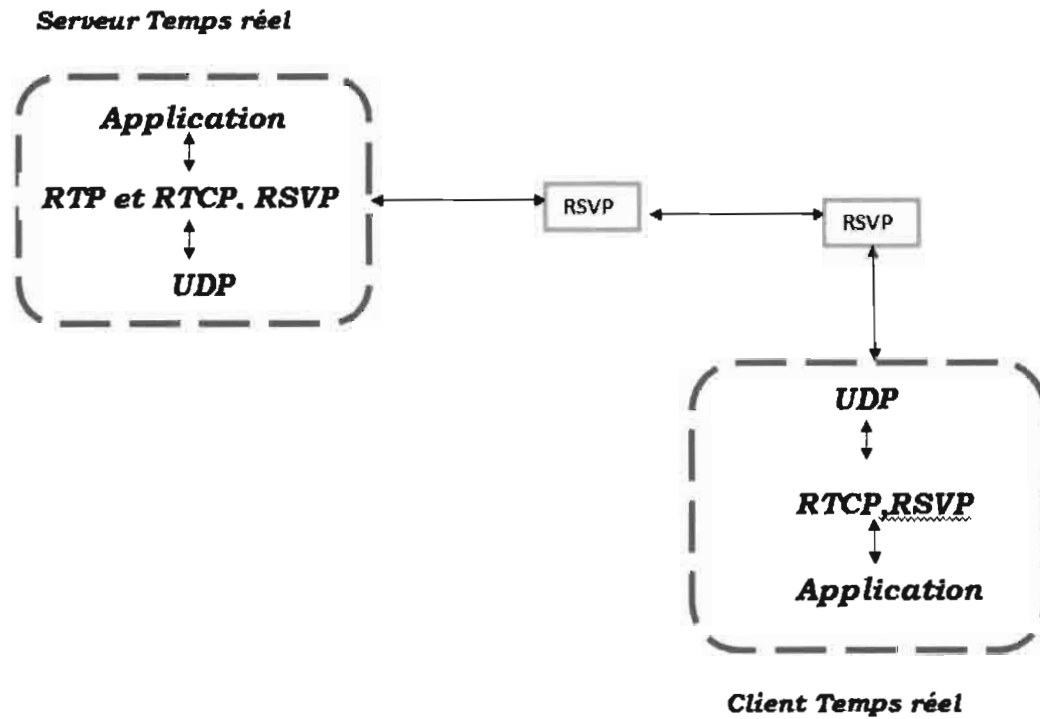 Serveur Temps réel
Application
RTP et RTCP. RSVP
UDP
RSVP
RSVP
UDP
RTCP,RSVP
Application
Client Temps réel